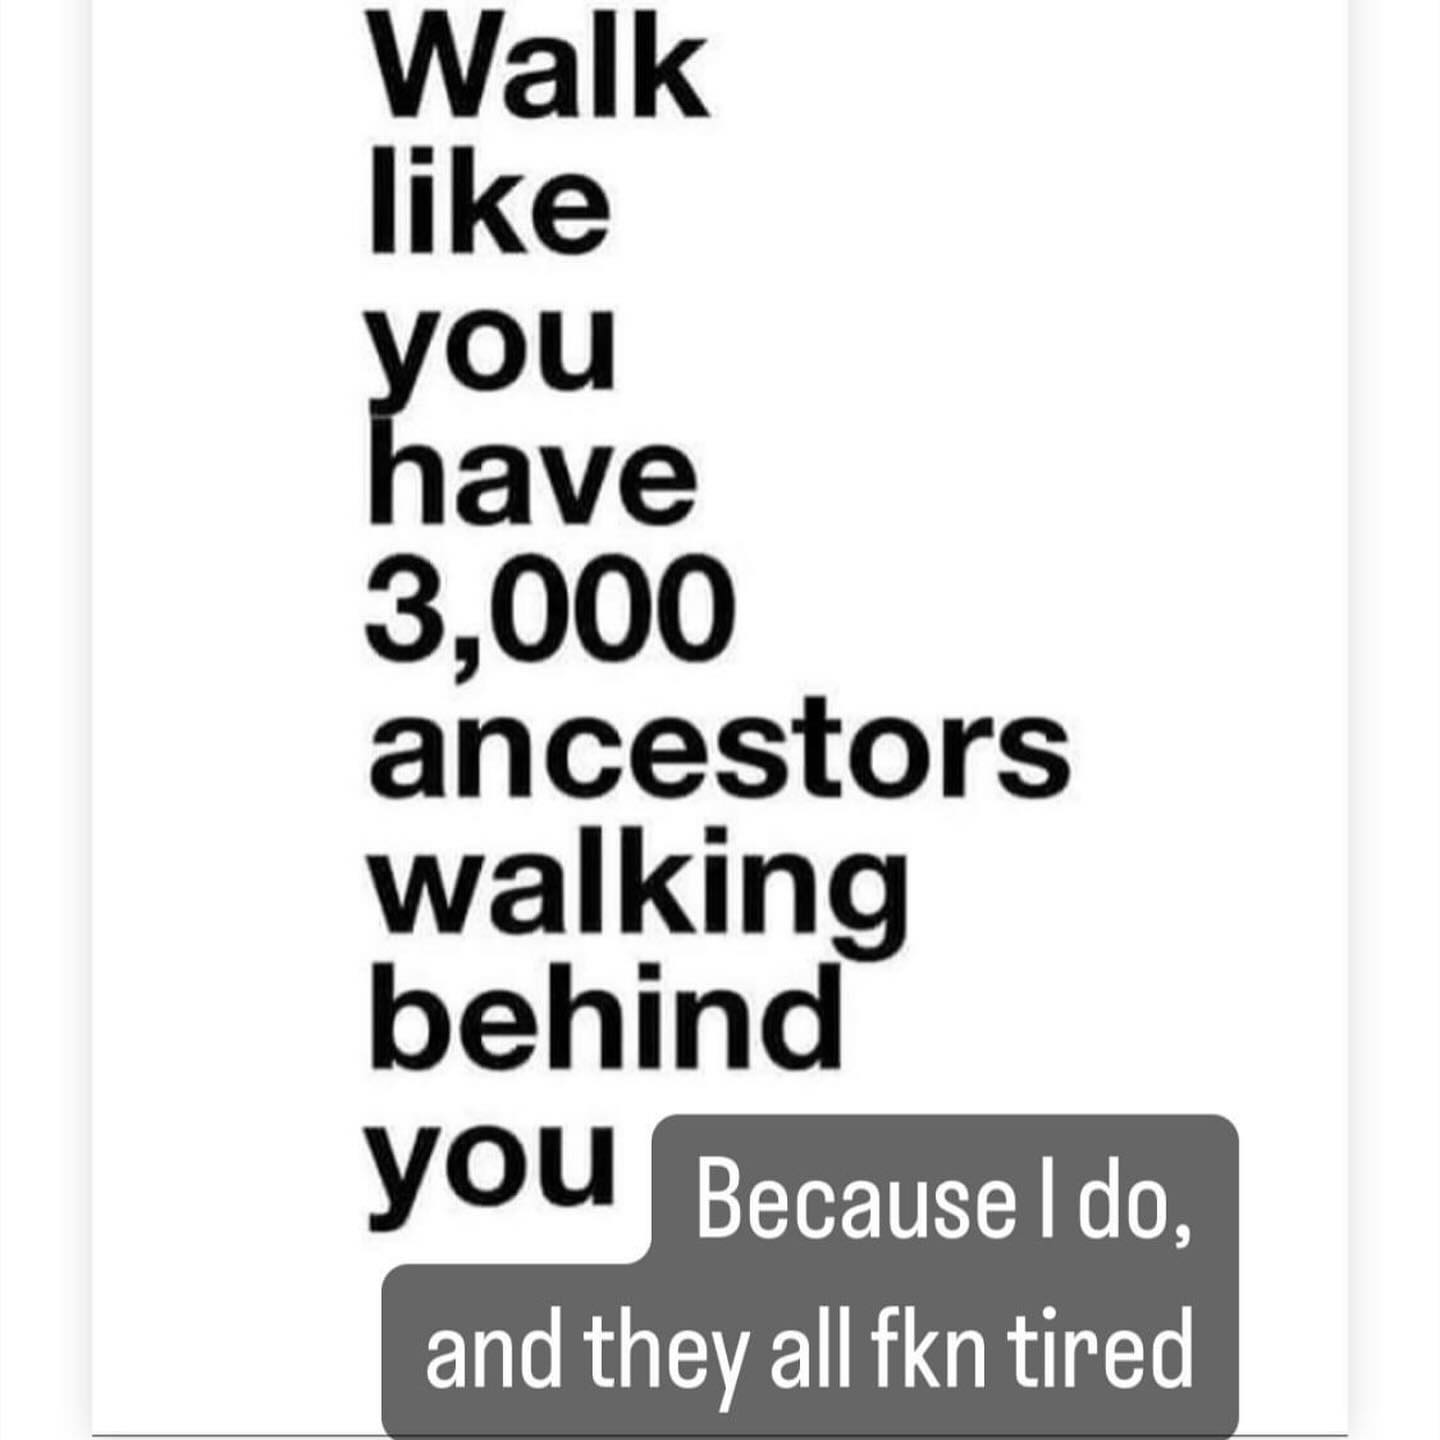 Walk
like
you
have
3,000
ancestors
walking
behind
you
Because I do,
and they all fkn tired